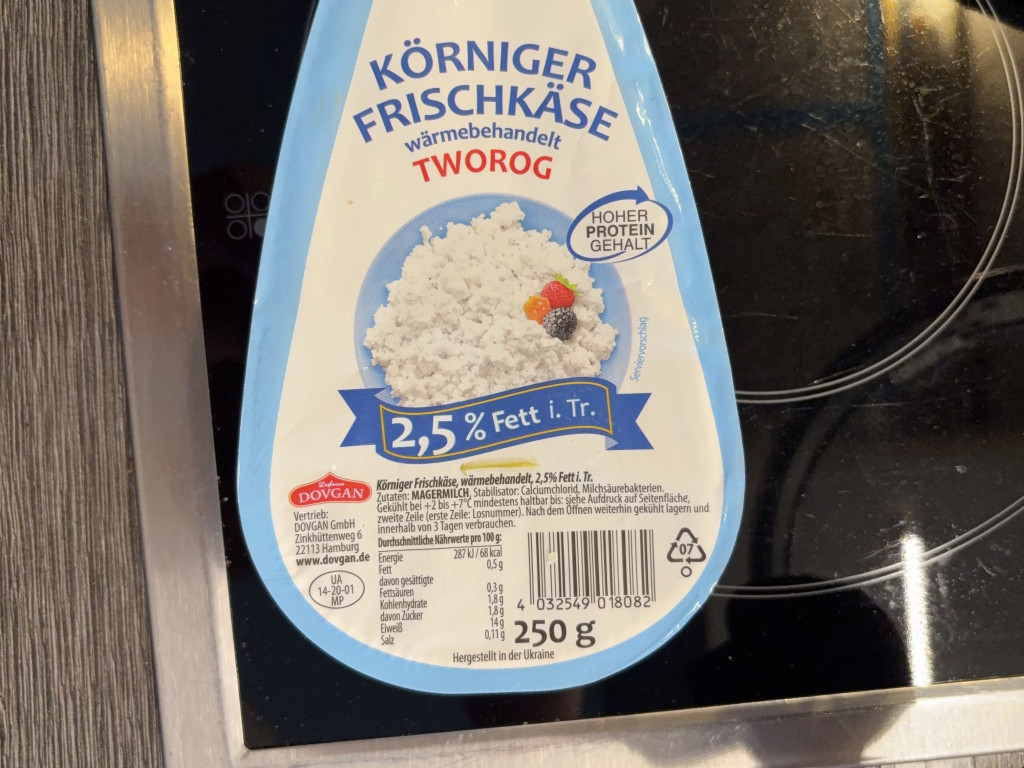 KÖRNIGER
FRISCHKÄSE
wärmebehandelt
TWOROG
HOHER
PROTEIN
GEHALT
Serviervorschlag
2,5 % Fett i. Tr.
DOVGAN
Vertrieb:
DOVGAN GmbH
Zinkhüttenweg 6
22113 Hamburg
www.dovgan.de
UA
14-20-01
MP
Körniger Frischkäse, wärmebehandelt, 2,5% Fett i. Tr.
Zutaten: MAGERMILCH, Stabilisator: Calciumchlorid, Milchsäurebakterien.
Gekühlt bei +2 bis +7°C mindestens haltbar bis: siehe Aufdruck auf Seitenfläche,
zweite Zeile (erste Zeile: Losnummer). Nach dem Öffnen weiterhin gekühlt lagern und
innerhalb von 3 Tagen verbrauchen.
Durchschnittliche Nährwerte pro 100 g:
Energie 287 kJ / 68 kcal
Fett 0,5 g
davon gesättigte
Fettsäuren 0,3 g
Kohlenhydrate 1,8 g
davon Zucker 1,8 g
Eiweiß 14 g
Salz 0,11 g
4 032549 018082
07
250 g
Hergestellt in der Ukraine